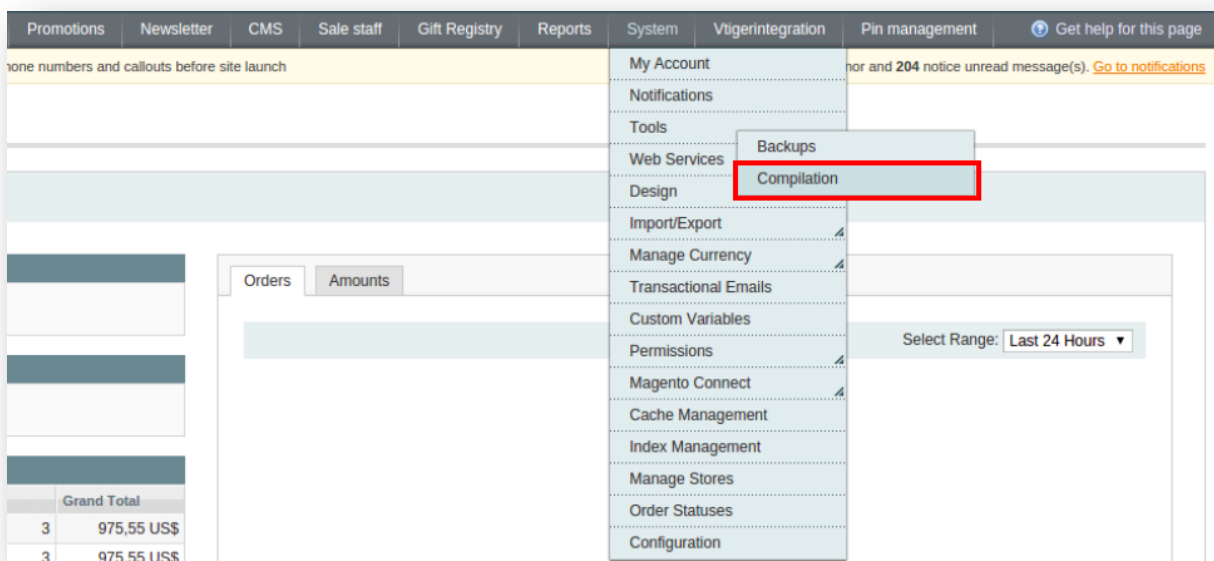 Promotions Newsletter CMS Sale staff Gift Registry Reports System Vtigerintegration Pin management Get help for this page
numbers and callouts before site launch
and 204 notice unread message(s). Go to notifications
My Account
Notifications
Tools
Backups
Web Services
Compilation
Design
Import/Export
Manage Currency
Orders Amounts
Transactional Emails
Custom Variables
Select Range: Last 24 Hours ▼
Permissions
Magento Connect
Cache Management
Index Management
Manage Stores
Grand Total
Order Statuses
3 975,55 US$
Configuration
3 975,55 US$